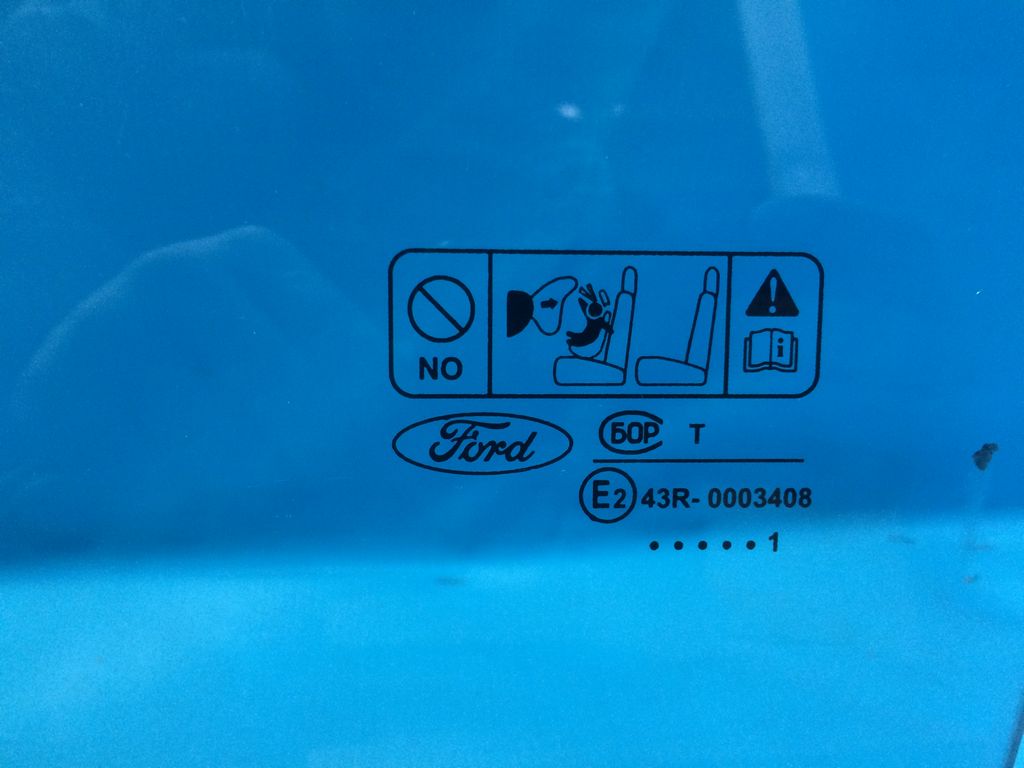 NO
i
Ford
БОР T
E2 43R-0003408
.....1